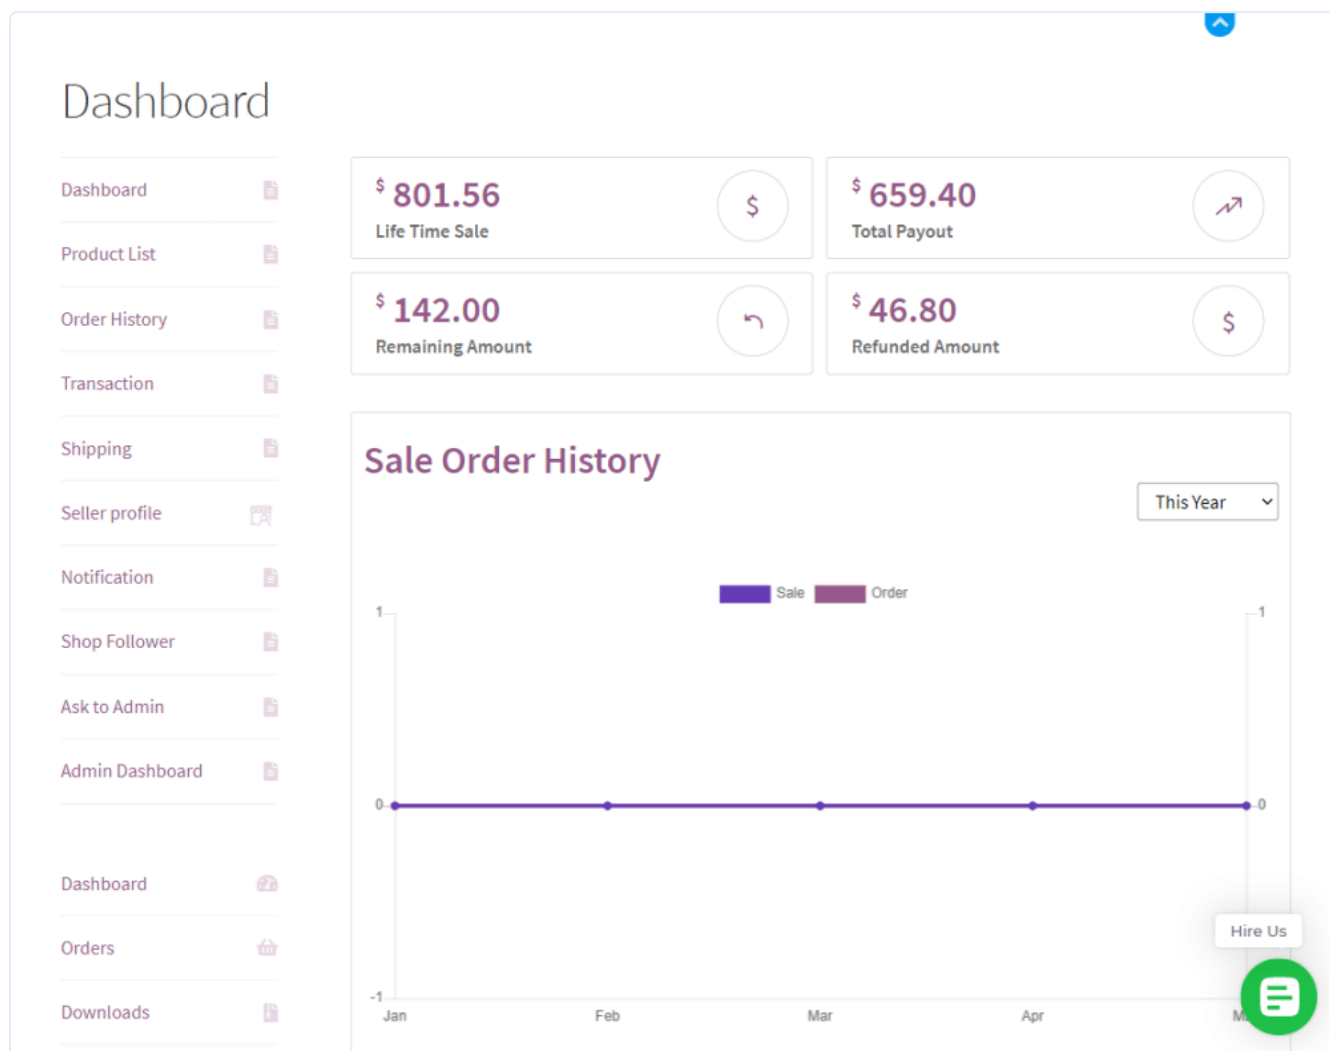 Dashboard
Dashboard
Product List
Order History
Transaction
Shipping
Seller profile
Notification
Shop Follower
Ask to Admin
Admin Dashboard
Dashboard
Orders
Downloads
$ 801.56
Life Time Sale
$
$ 659.40
Total Payout
$ 142.00
Remaining Amount
$ 46.80
Refunded Amount
$
Sale Order History
This Year
Sale Order
1 1
0 0
-1
Jan Feb Mar Apr
Hire Us